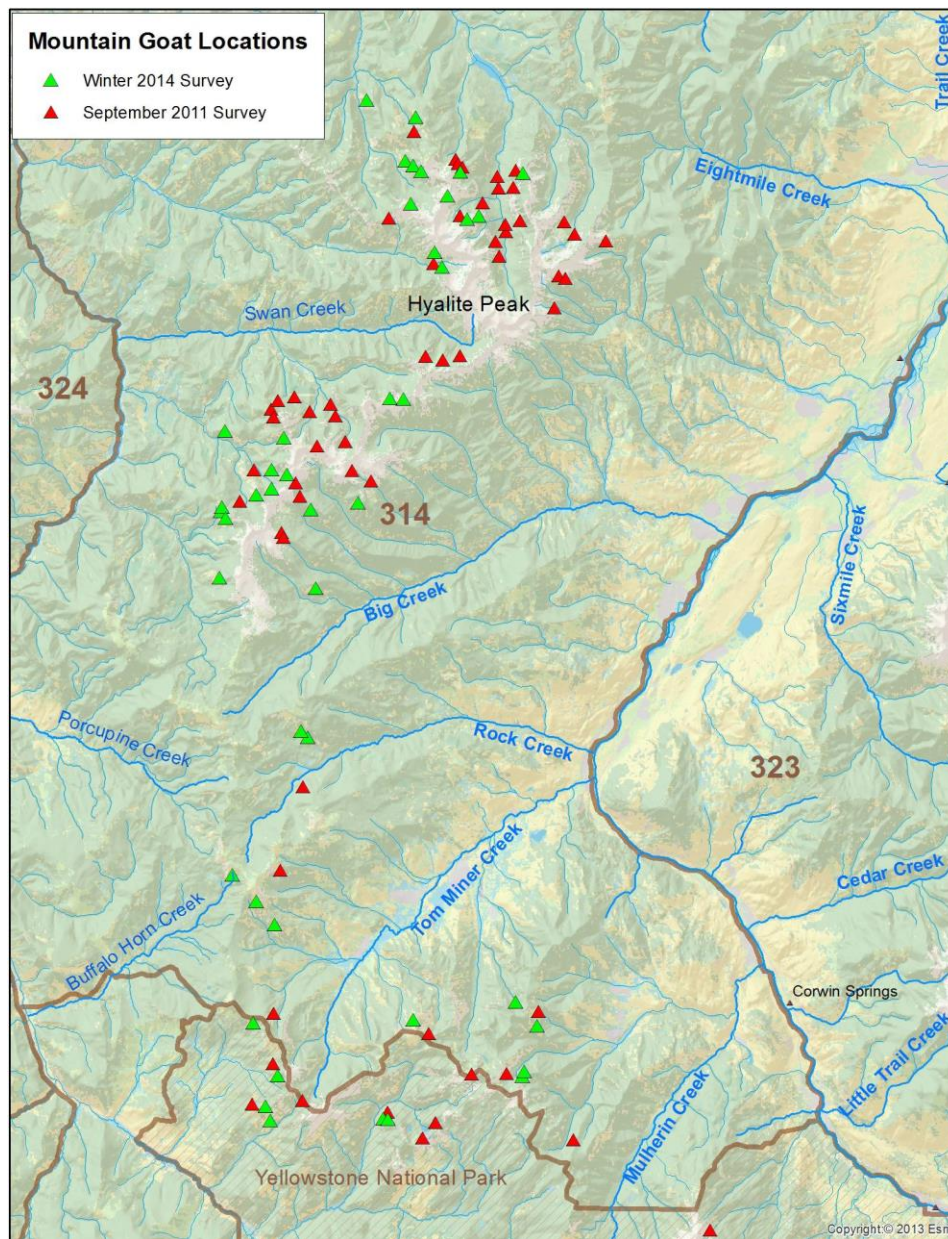 Mountain Goat Locations
Winter 2014 Survey
September 2011 Survey
Trail Creek
Eightmile Creek
Hyalite Peak
Swan Creek
324
314
Big Creek
Sixmile Creek
Porcupine Creek
Rock Creek
323
Tom Miner Creek
Cedar Creek
Buffalo Horn Creek
Corwin Springs
Little Trail Creek
Mulherin Creek
Yellowstone National Park
Copyright:© 2013 Esri